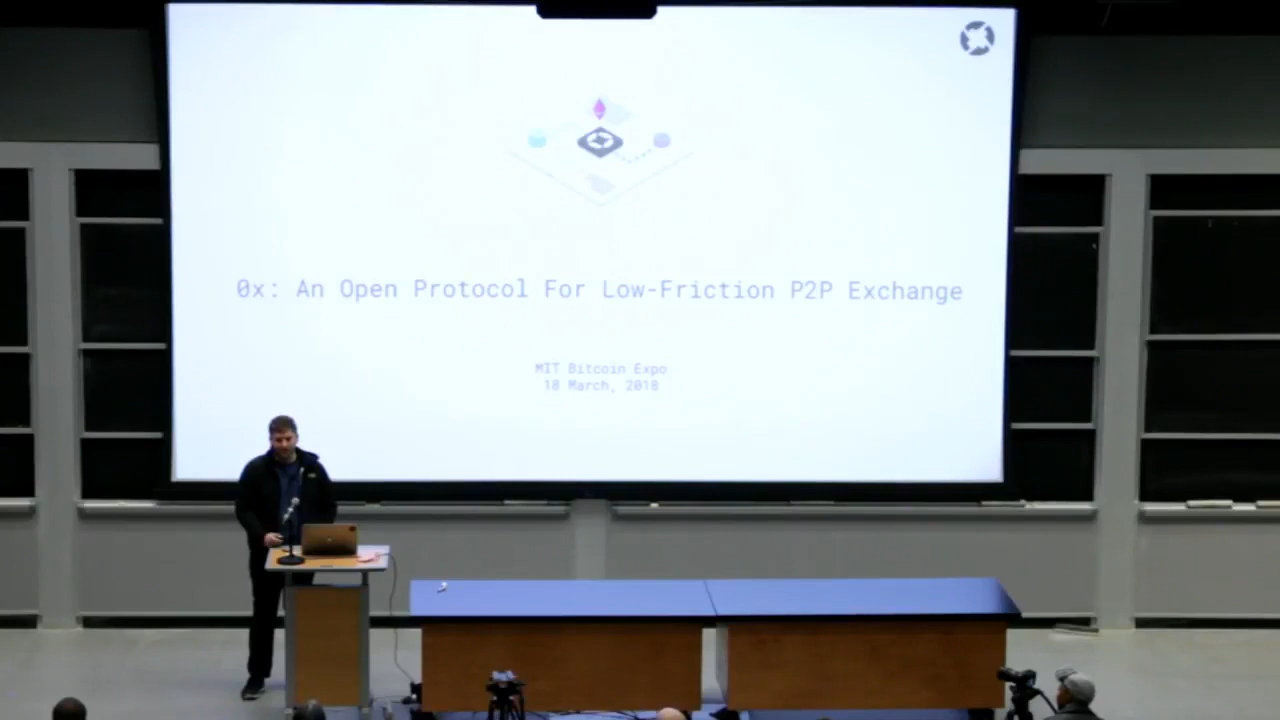 0x: An Open Protocol For Low-Friction P2P Exchange
MIT Bitcoin Expo
18 March, 2018